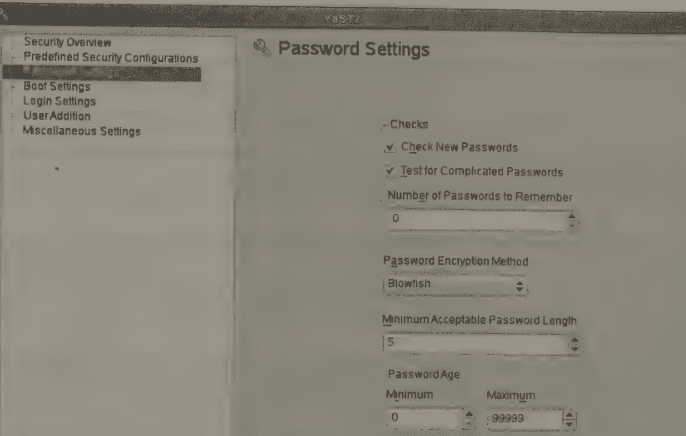 YaST2
Security Overview
Predefined Security Configurations
Boot Settings
Login Settings
User Addition
Miscellaneous Settings
Password Settings
Checks
Check New Passwords
Test for Complicated Passwords
Number of Passwords to Remember
0
Password Encryption Method
Blowfish
Minimum Acceptable Password Length
5
Password Age
Minimum Maximum
0 99999